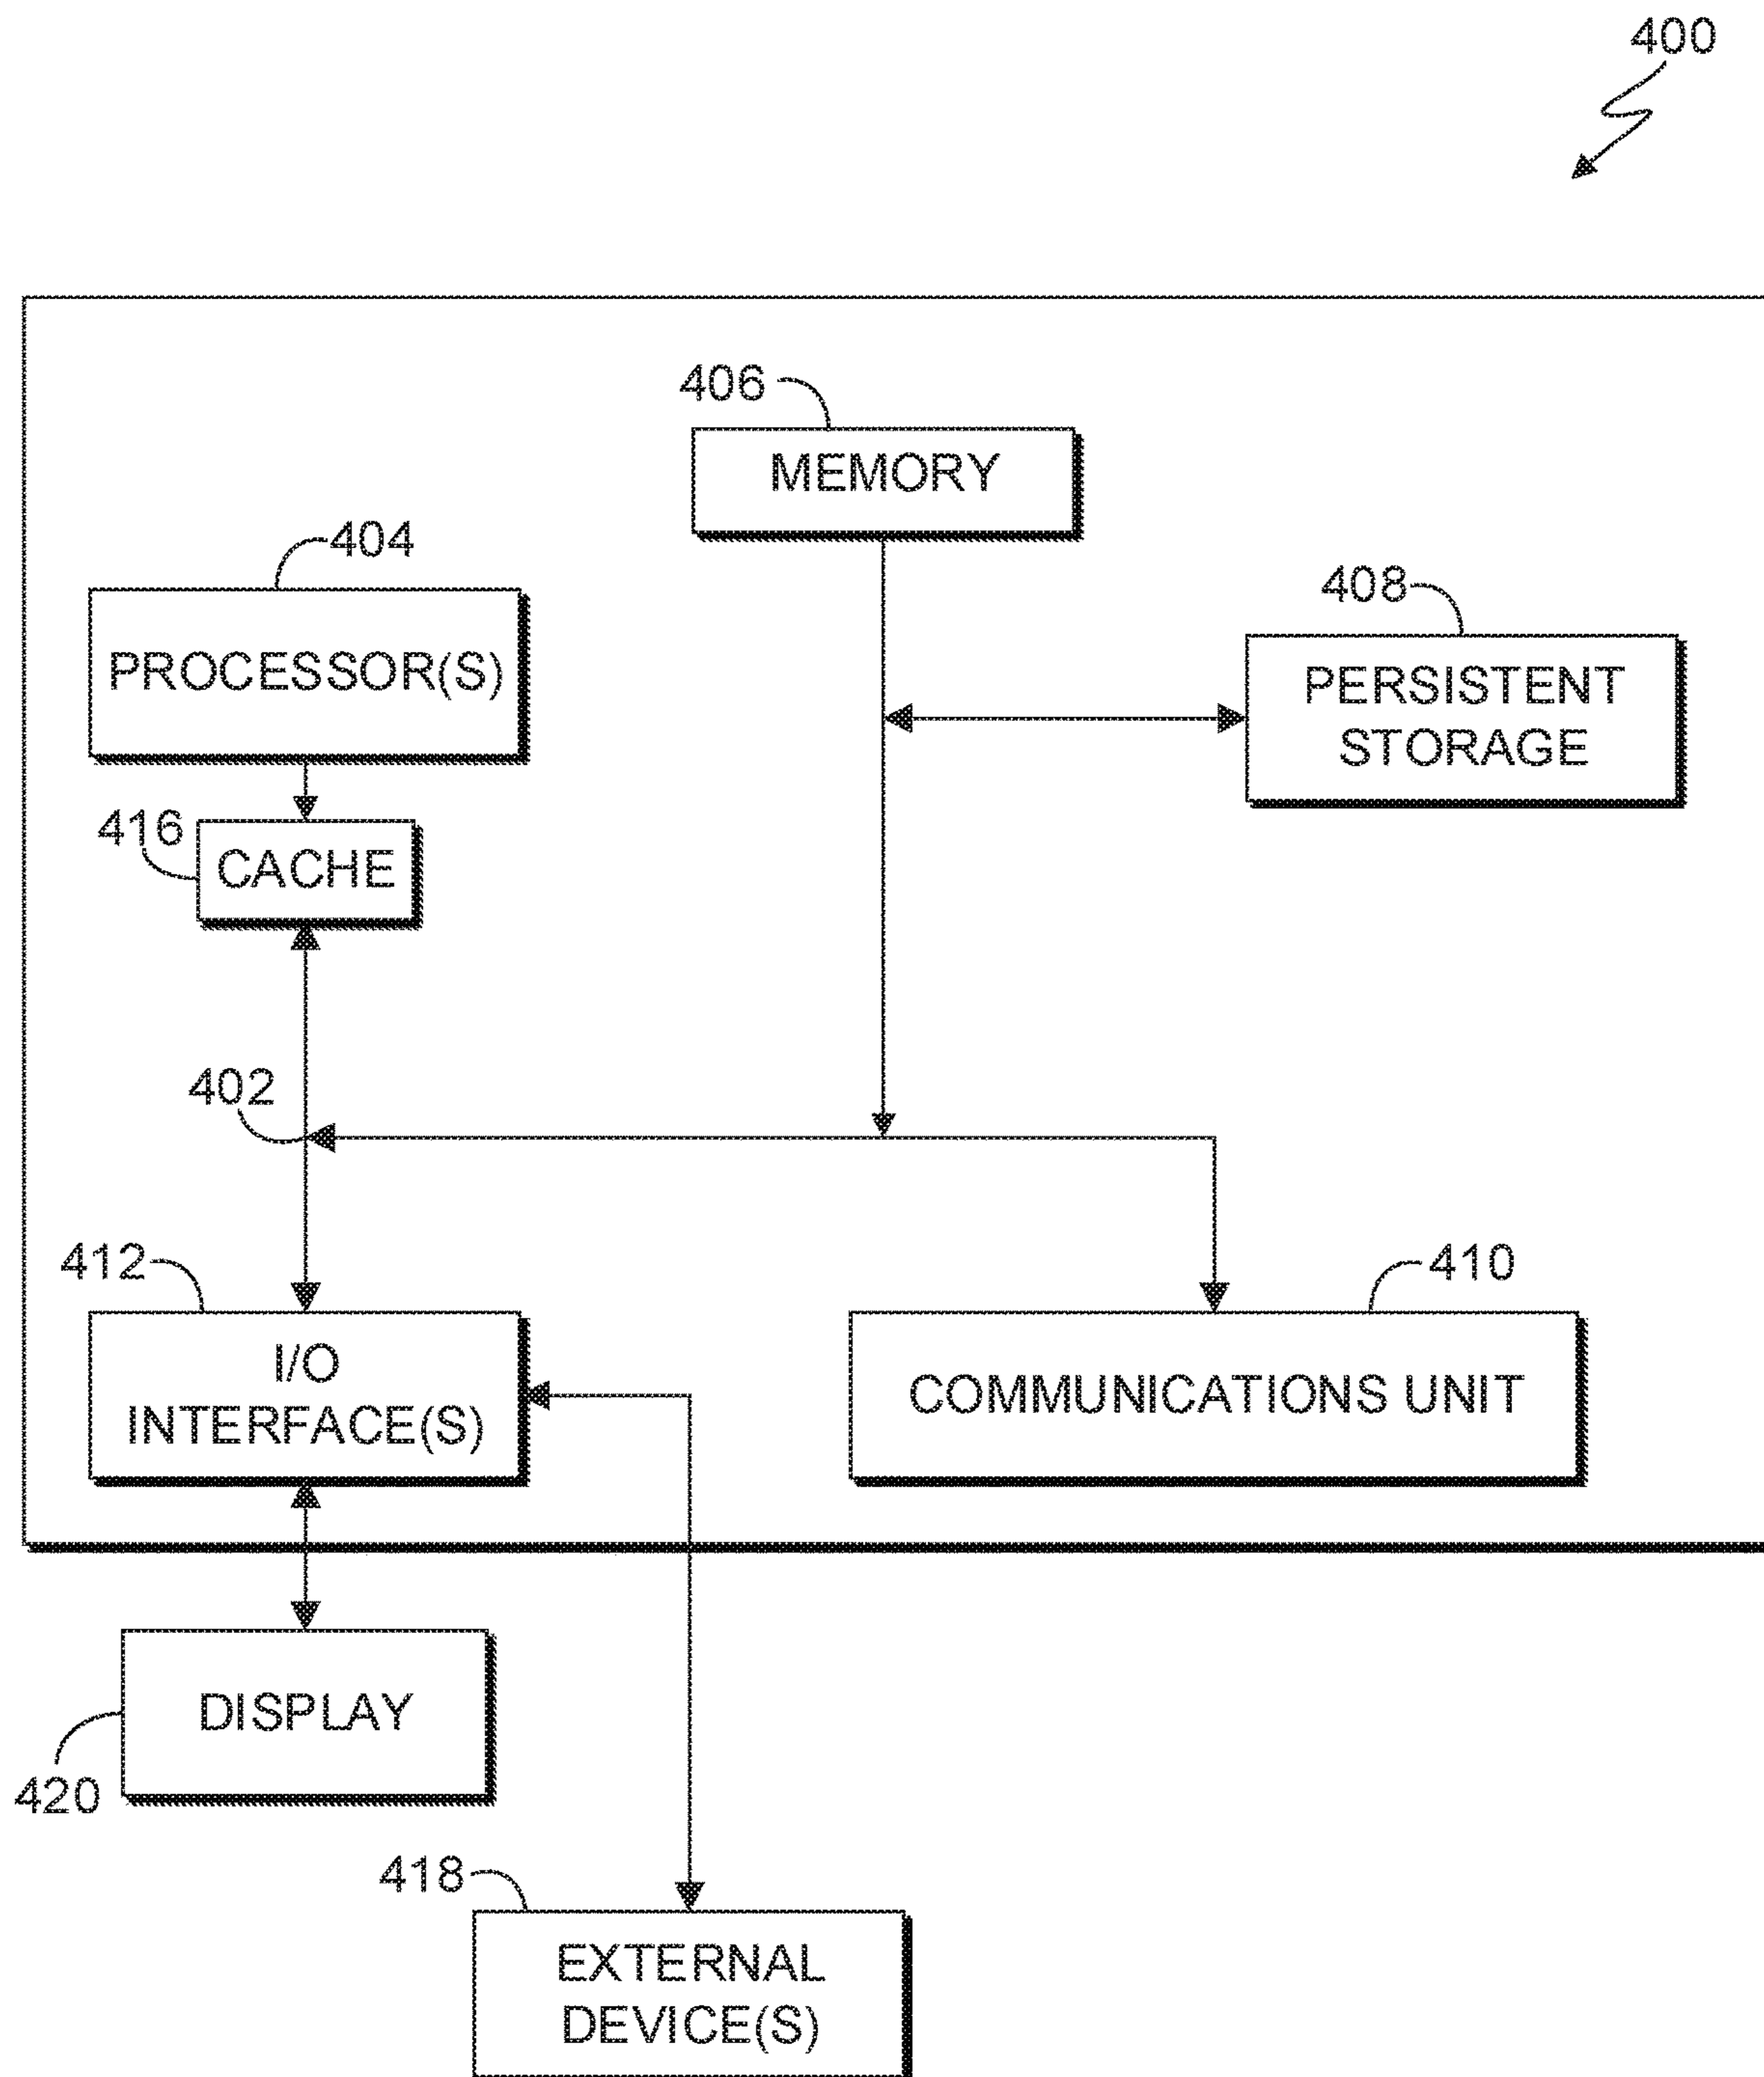 400
406
MEMORY
404
PROCESSOR(S)
408
PERSISTENT
STORAGE
416
CACHE
402
412
I/O
INTERFACE(S)
410
COMMUNICATIONS UNIT
DISPLAY
420
418
EXTERNAL
DEVICE(S)